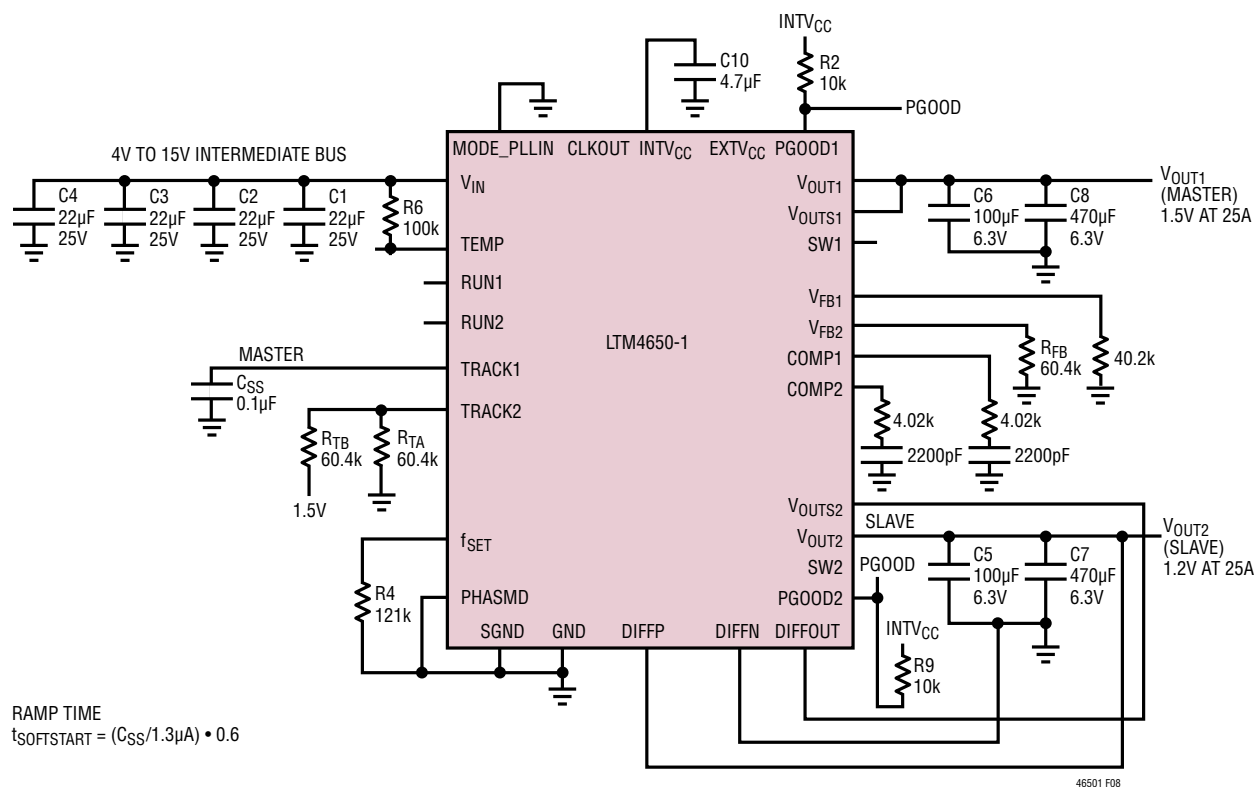 INTVCC
C10
4.7µF
R2
10k
PGOOD
MODE_PLLIN CLKOUT INTVCC EXTVCC PGOOD1
4V TO 15V INTERMEDIATE BUS
C4
22µF
25V
C3
22µF
25V
C2
22µF
25V
C1
22µF
25V
R6
100k
VIN
TEMP
RUN1
RUN2
MASTER
TRACK1
CSS
0.1µF
TRACK2
RTB
60.4k
RTA
60.4k
1.5V
fSET
R4
121k
PHASMD
LTM4650-1
VOUT1
VOUTS1
SW1
C6
100µF
6.3V
C8
470µF
6.3V
VOUT1
(MASTER)
1.5V AT 25A
VFB1
VFB2
COMP1
COMP2
RFB
60.4k
40.2k
4.02k
4.02k
2200pF
2200pF
VOUTS2
SLAVE
VOUT2
SW2
PGOOD
PGOOD2
C5
100µF
6.3V
C7
470µF
6.3V
VOUT2
(SLAVE)
1.2V AT 25A
SGND GND DIFFP DIFFN DIFFOUT
INTVCC
R9
10k
RAMP TIME
tSOFTSTART = (CSS/1.3µA) • 0.6
46501 F08